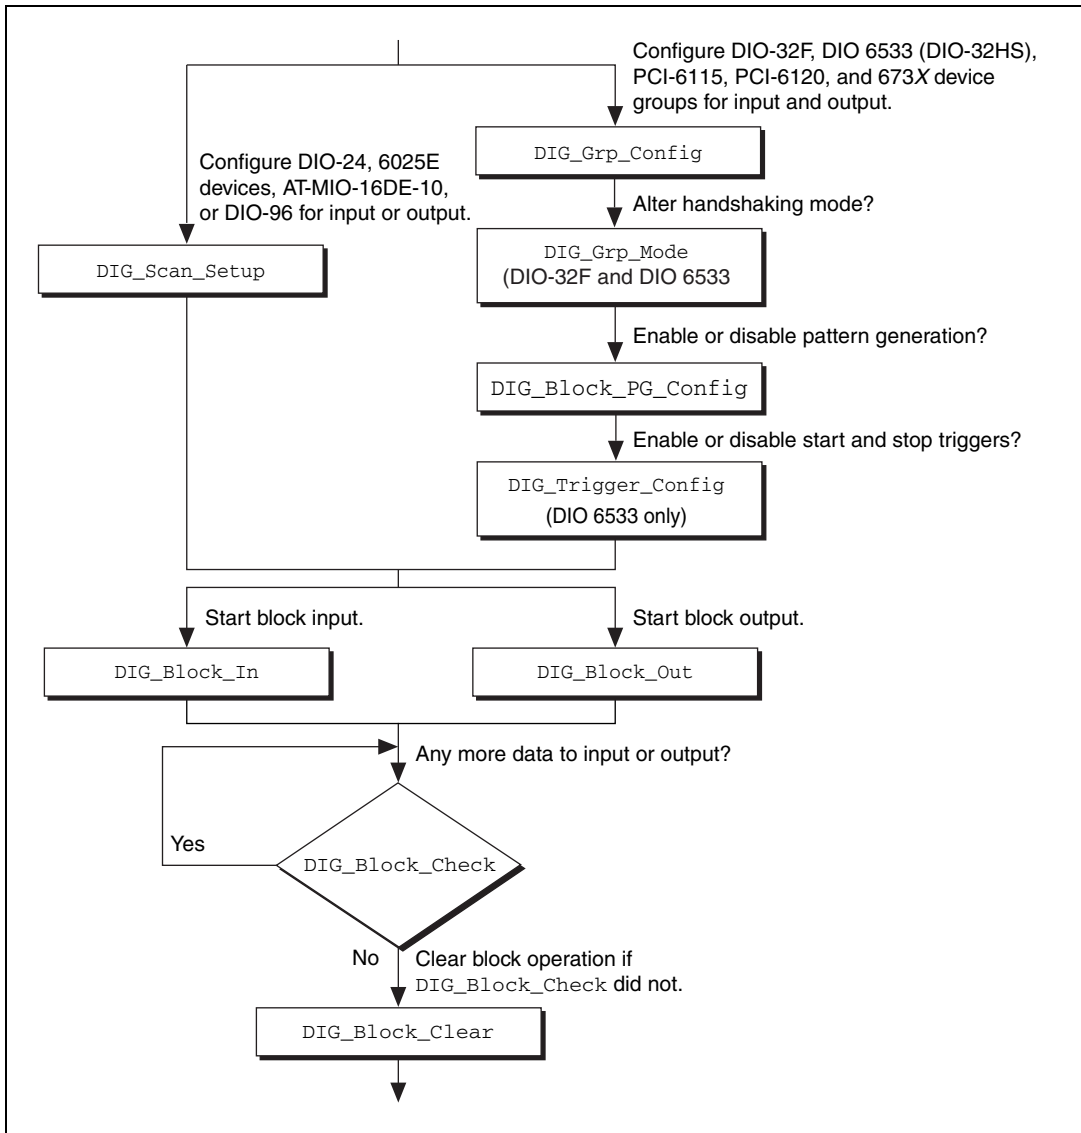 Configure DIO-32F, DIO 6533 (DIO-32HS),
PCI-6115, PCI-6120, and 673X device
groups for input and output.
DIG_Grp_Config
Configure DIO-24, 6025E
devices, AT-MIO-16DE-10,
or DIO-96 for input or output.
Alter handshaking mode?
DIG_Scan_Setup
DIG_Grp_Mode
(DIO-32F and DIO 6533
Enable or disable pattern generation?
DIG_Block_PG_Config
Enable or disable start and stop triggers?
DIG_Trigger_Config
(DIO 6533 only)
Start block input.
Start block output.
DIG_Block_In
DIG_Block_Out
Any more data to input or output?
Yes
DIG_Block_Check
No
Clear block operation if
DIG_Block_Check did not.
DIG_Block_Clear